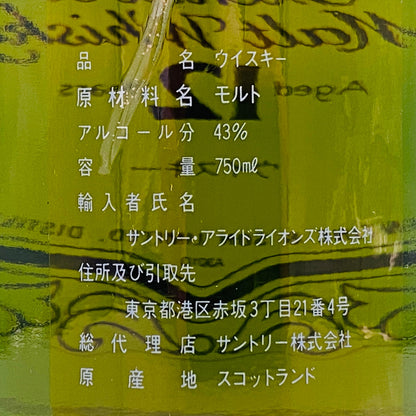 品名 ウイスキー
原材料名 モルト
アルコール分 43%
容量 750ml
輸入者氏名
サントリー・アライドライオンズ株式会社
住所及び引取先
東京都港区赤坂3丁目21番4号
総代理店 サントリー株式会社
原産地 スコットランド